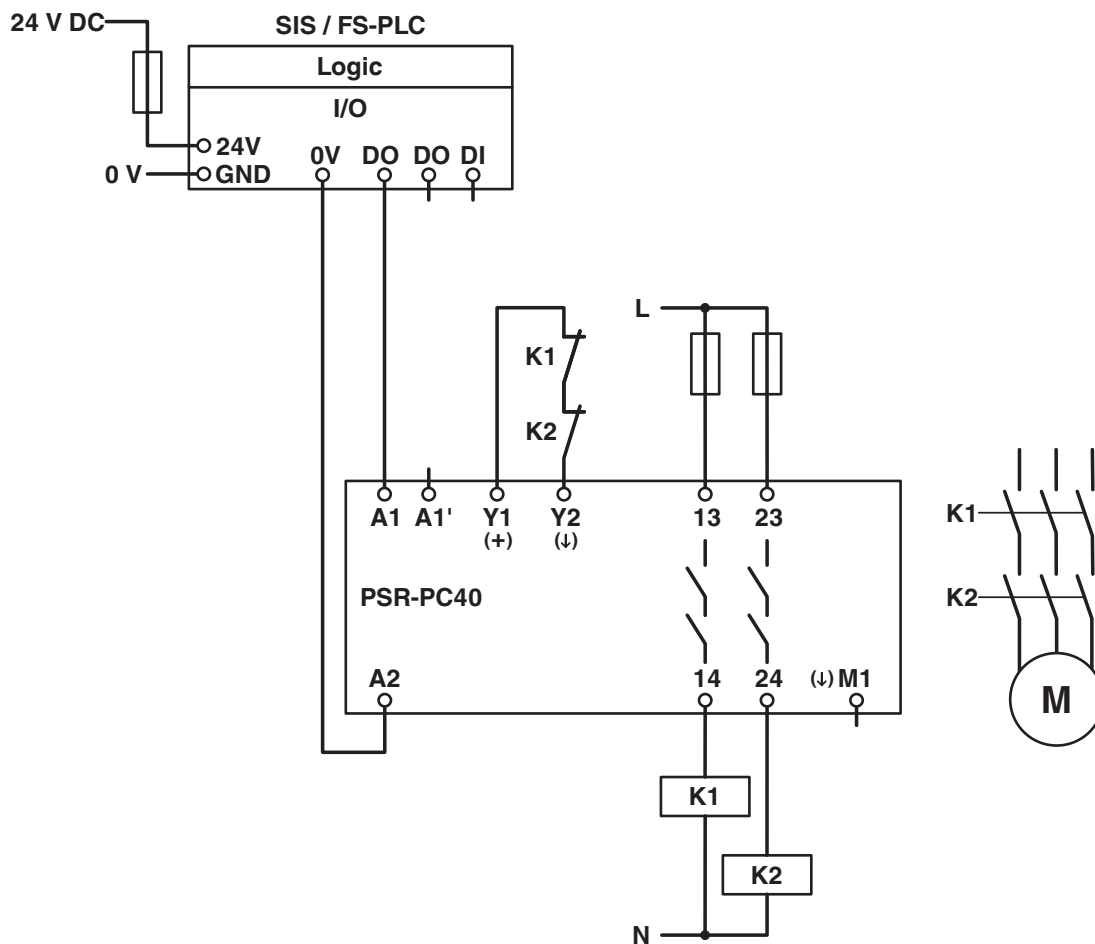 24 V DC
SIS / FS-PLC
Logic
I/O
24V
0V DO DO DI
0 V
GND
L
K1
K2
A1 A1' Y1 Y2 13 23
(+) (↓)
K1
PSR-PC40
K2
A2 14 24 (↓) M1
M
K1
K2
N